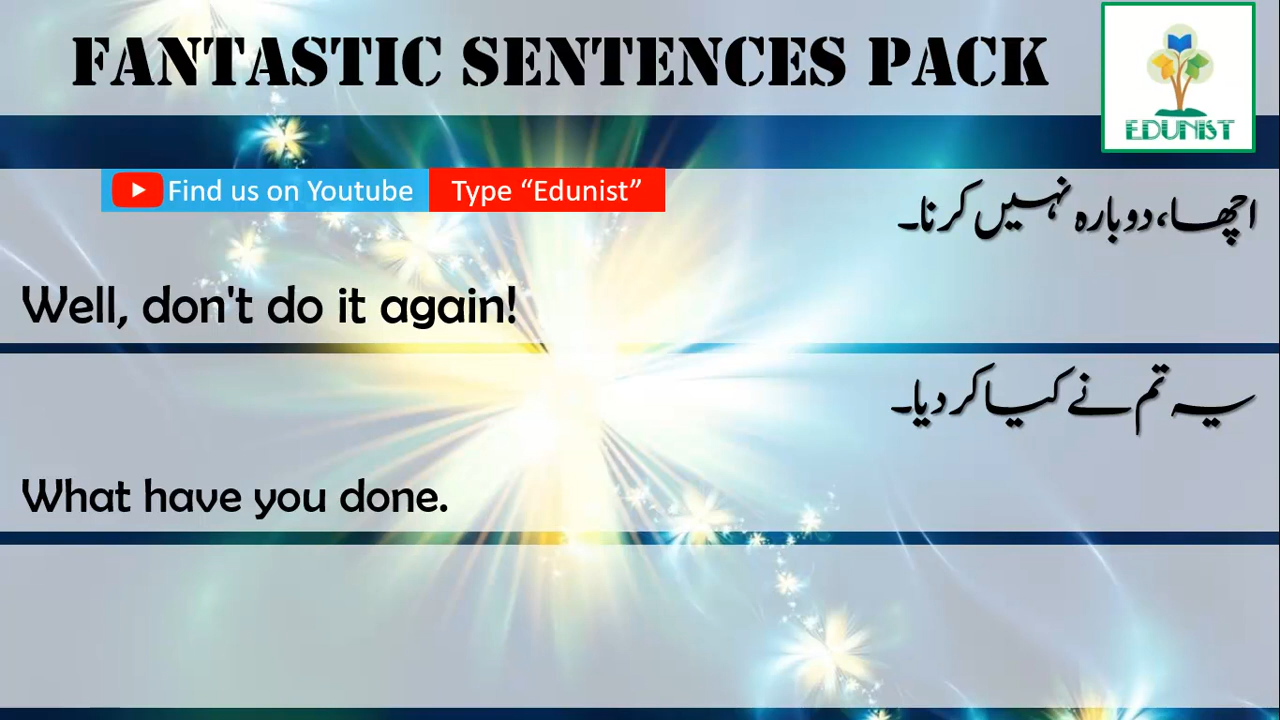 FANTASTIC SENTENCES PACK
EDUNIST
Find us on Youtube Type “Edunist”
اچھا، دوبارہ نہیں کرنا۔
Well, don't do it again!
یہ تم نے کیا کر دیا۔
What have you done.